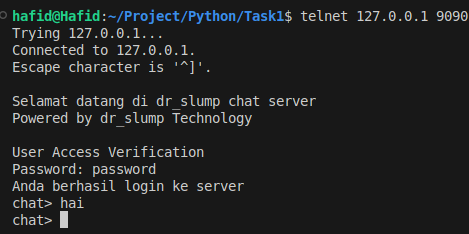 hafid@Hafid:~/Project/Python/Task1$ telnet 127.0.0.1 9090
Trying 127.0.0.1...
Connected to 127.0.0.1.
Escape character is '^]'.
Selamat datang di dr_slump chat server
Powered by dr_slump Technology
User Access Verification
Password: password
Anda berhasil login ke server
chat> hai
chat>